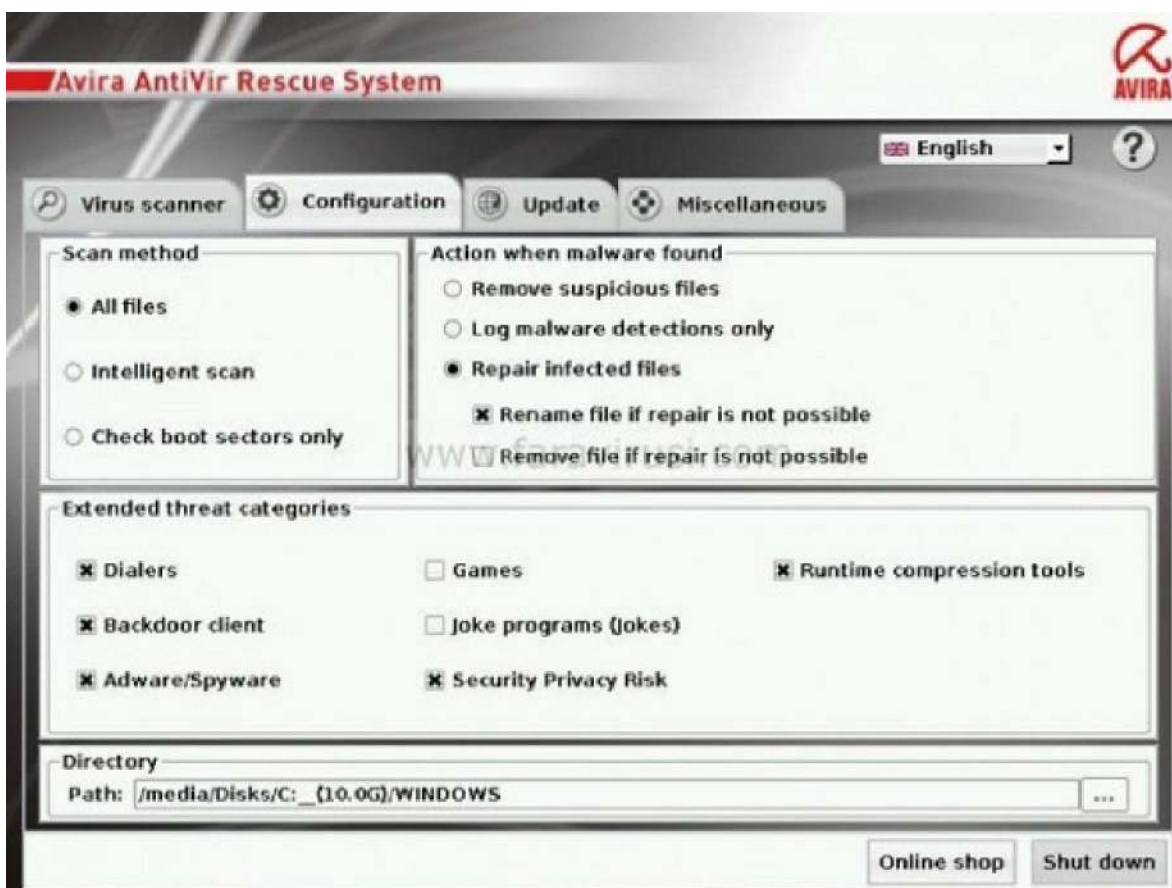 Avira AntiVir Rescue System
AVIRA
English
?
Virus scanner
Configuration
Update
Miscellaneous
Scan method
All files
Intelligent scan
Check boot sectors only
Action when malware found
Remove suspicious files
Log malware detections only
Repair infected files
Rename file if repair is not possible
Remove file if repair is not possible
www.faravirusi.com
Extended threat categories
Dialers
Games
Runtime compression tools
Backdoor client
Joke programs (Jokes)
Adware/Spyware
Security Privacy Risk
Directory
Path: /media/Disks/C:_(10.0G)/WINDOWS
...
Online shop
Shut down